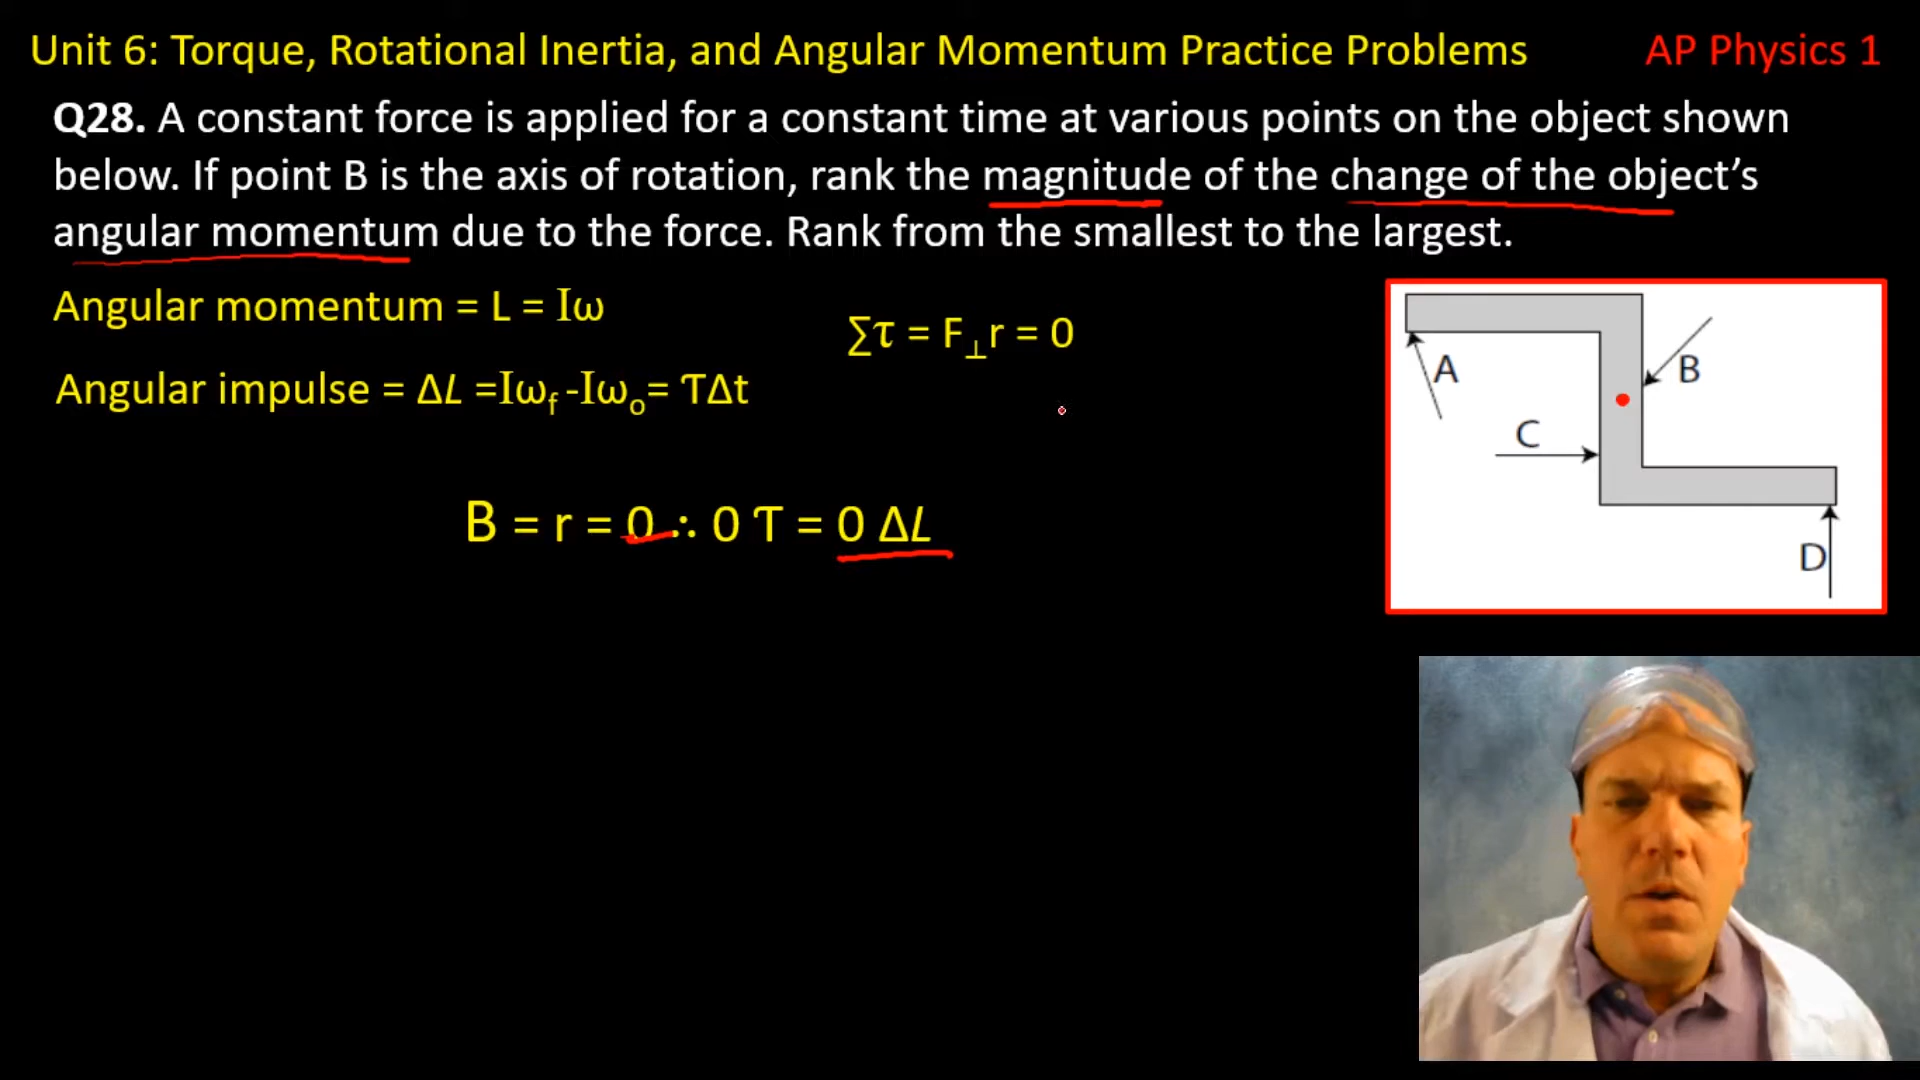 Unit 6: Torque, Rotational Inertia, and Angular Momentum Practice Problems
AP Physics 1
Q28. A constant force is applied for a constant time at various points on the object shown
below. If point B is the axis of rotation, rank the magnitude of the change of the object’s
angular momentum due to the force. Rank from the smallest to the largest.
Angular momentum = L = Iω
∑τ = F⊥r = 0
Angular impulse = ΔL =Iωf -Iωo= ƬΔt
B = r = 0 ∴ 0 Ƭ = 0 ΔL
A
B
C
D